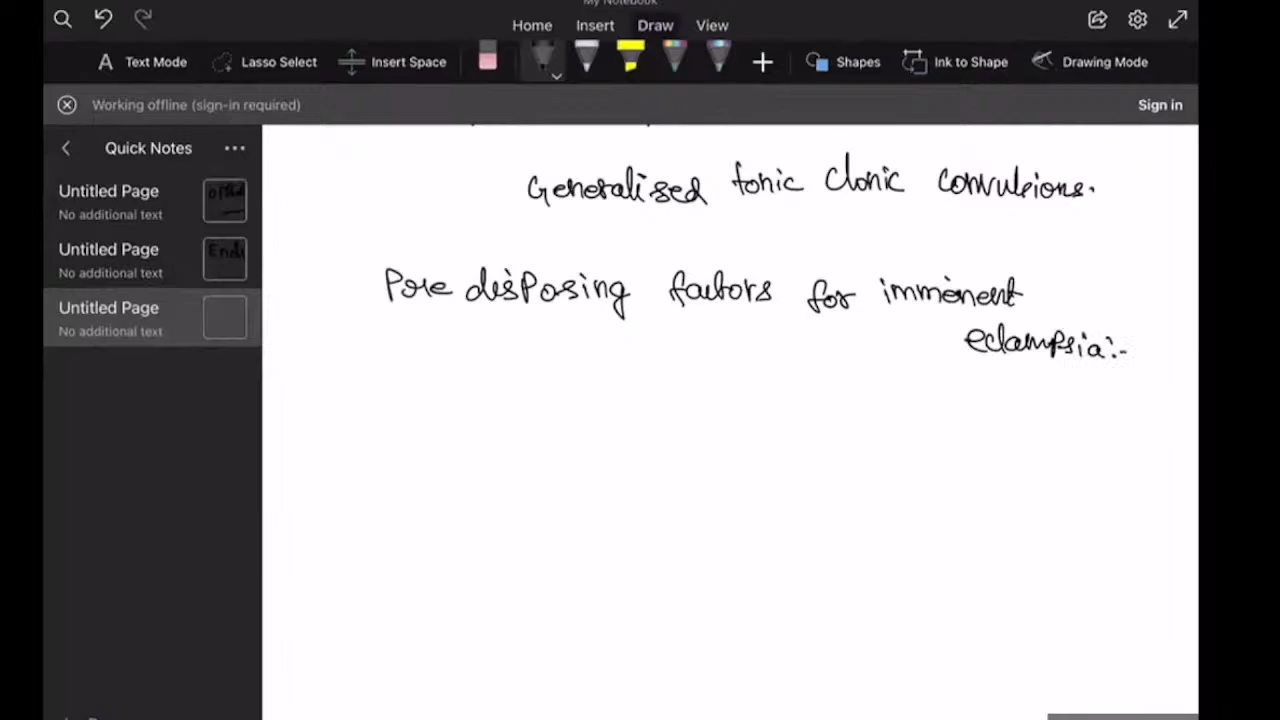 My Notebook
Home Insert Draw View
Text Mode Lasso Select Insert Space Shapes Ink to Shape Drawing Mode
Working offline (sign-in required) Sign in
Quick Notes
Untitled Page
No additional text
Untitled Page
No additional text
Untitled Page
No additional text
Generalised tonic clonic convulsions.
Pre disposing factors for imminent
eclampsia:-